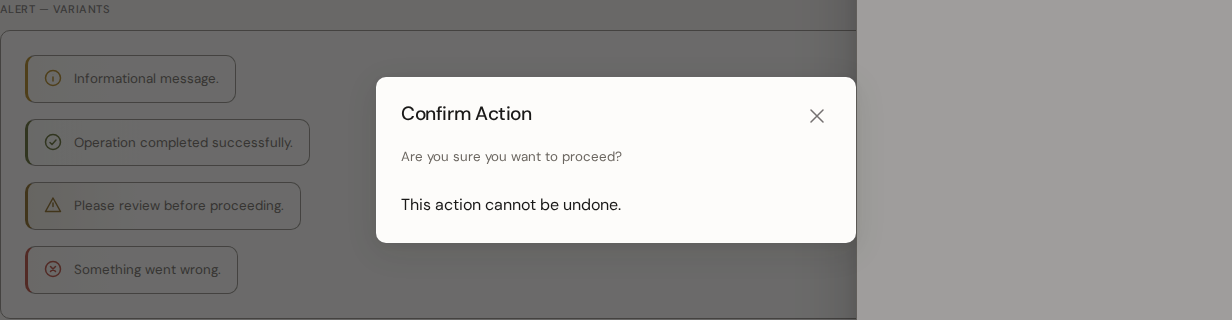 ALERT — VARIANTS
Informational message.
Operation completed successfully.
Please review before proceeding.
Something went wrong.
Confirm Action
Are you sure you want to proceed?
This action cannot be undone.